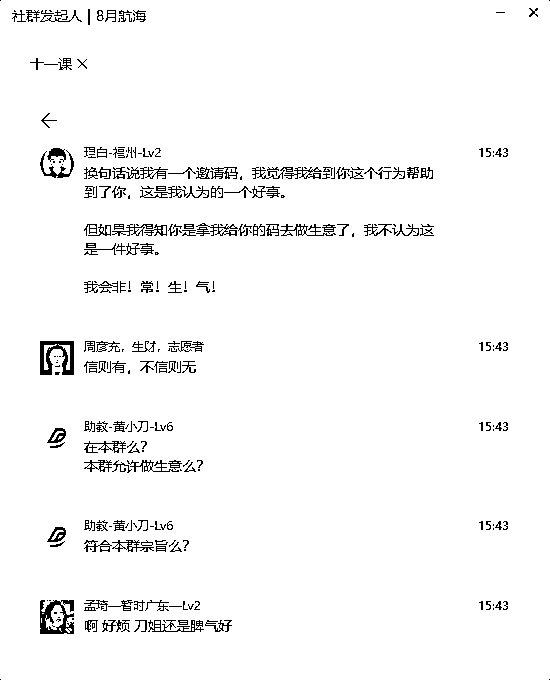 社群发起人 | 8月航海
十一课 ×
理白-福州-Lv2 15:43
换句话说我有一个邀请码，我觉得我给到你这个行为帮助
到了你，这是我认为的一个好事。
但如果我得知你是拿我给你的码去做生意了，我不认为这
是一件好事。
我会非！常！生！气！
周彦充，生财，志愿者 15:43
信则有，不信则无
助教-黄小刀-Lv6 15:43
在本群么？
本群允许做生意么？
助教-黄小刀-Lv6 15:43
符合本群宗旨么？
孟琦—暂时广东—Lv2 15:43
啊 好烦 刀姐还是脾气好